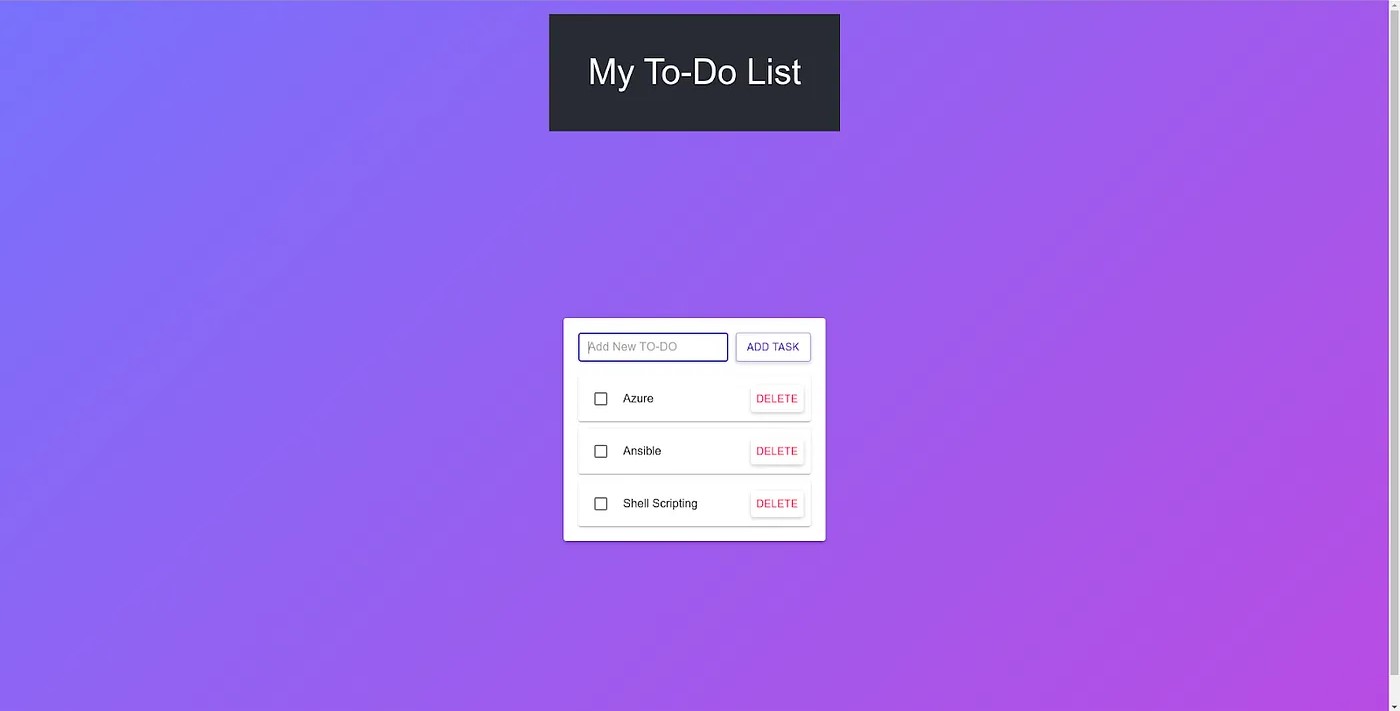 My To-Do List
Add New TO-DO ADD TASK
Azure DELETE
Ansible DELETE
Shell Scripting DELETE